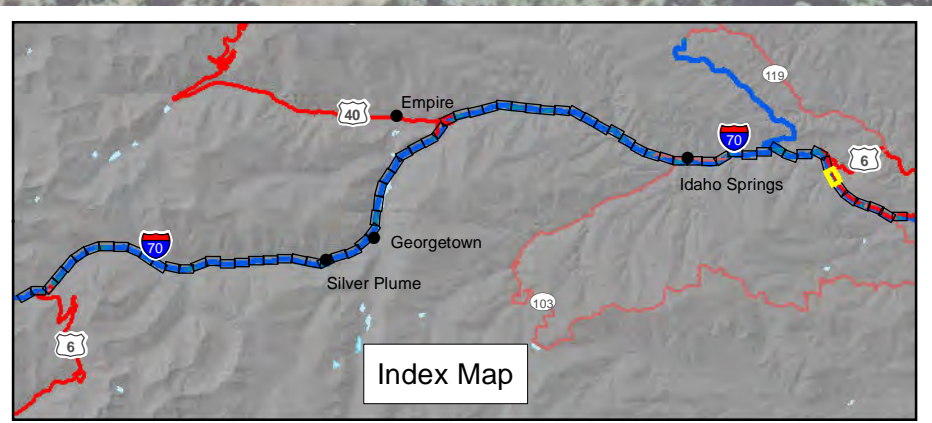 119
Empire
40
70
6
Idaho Springs
Georgetown
70
Silver Plume
103
6
Index Map